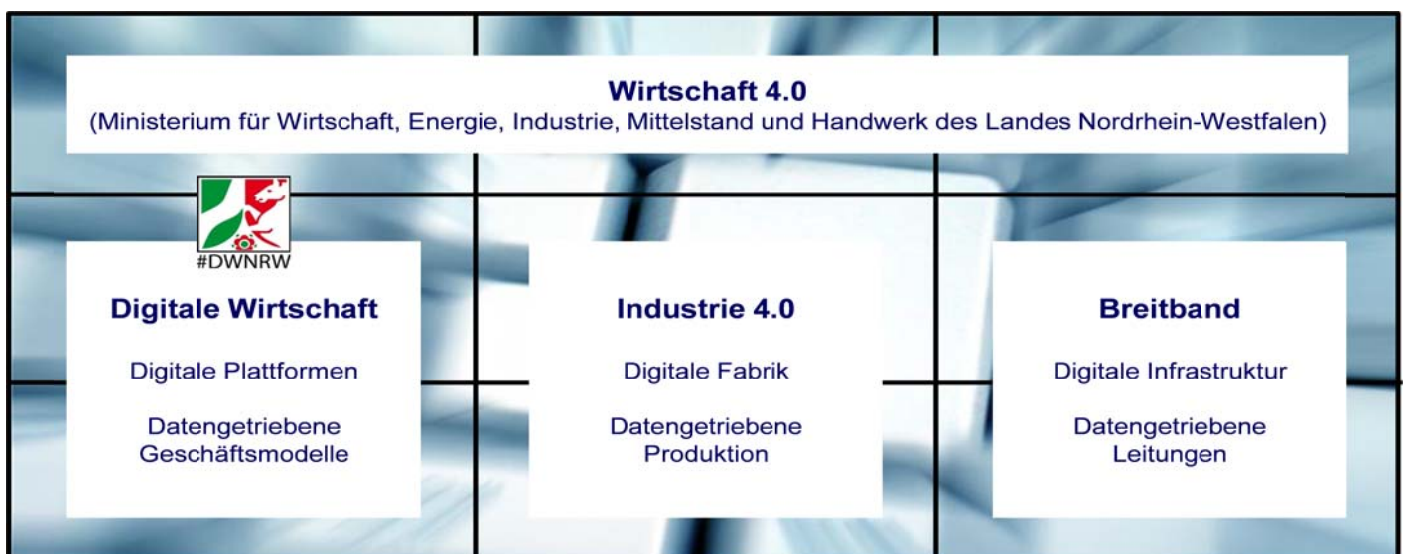 Wirtschaft 4.0
(Ministerium für Wirtschaft, Energie, Industrie, Mittelstand und Handwerk des Landes Nordrhein-Westfalen)
#DWNRW
Digitale Wirtschaft
Digitale Plattformen
Datengetriebene
Geschäftsmodelle
Industrie 4.0
Digitale Fabrik
Datengetriebene
Produktion
Breitband
Digitale Infrastruktur
Datengetriebene
Leitungen